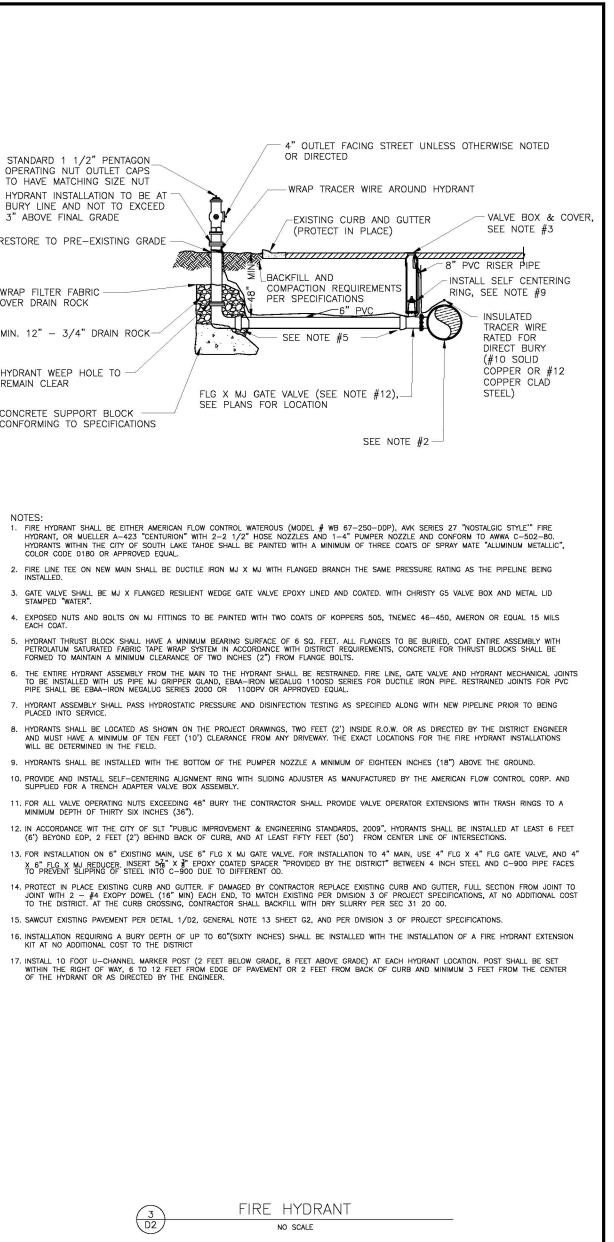 4" OUTLET FACING STREET UNLESS OTHERWISE NOTED
OR DIRECTED
STANDARD 1 1/2" PENTAGON
OPERATING NUT OUTLET CAPS
TO HAVE MATCHING SIZE NUT
HYDRANT INSTALLATION TO BE AT
BURY LINE AND NOT TO EXCEED
3" ABOVE FINAL GRADE
RESTORE TO PRE-EXISTING GRADE
WRAP FILTER FABRIC
OVER DRAIN ROCK
MIN. 12" - 3/4" DRAIN ROCK
HYDRANT WEEP HOLE TO
REMAIN CLEAR
CONCRETE SUPPORT BLOCK
CONFORMING TO SPECIFICATIONS
WRAP TRACER WIRE AROUND HYDRANT
EXISTING CURB AND GUTTER
(PROTECT IN PLACE)
VALVE BOX & COVER,
SEE NOTE #3
48" MIN
BACKFILL AND
COMPACTION REQUIREMENTS
PER SPECIFICATIONS
8" PVC RISER PIPE
INSTALL SELF CENTERING
RING, SEE NOTE #9
6" PVC
SEE NOTE #5
INSULATED
TRACER WIRE
RATED FOR
DIRECT BURY
(#10 SOLID
COPPER OR #12
COPPER CLAD
STEEL)
FLG X MJ GATE VALVE (SEE NOTE #12),
SEE PLANS FOR LOCATION
SEE NOTE #2
NOTES:
1. FIRE HYDRANT SHALL BE EITHER AMERICAN FLOW CONTROL WATEROUS (MODEL # WB 67-250-DDP), AVK SERIES 27 "NOSTALGIC STYLE'" FIRE
HYDRANT, OR MUELLER A-423 "CENTURION" WITH 2-2 1/2" HOSE NOZZLES AND 1-4" PUMPER NOZZLE AND CONFORM TO AWWA C-502-80.
HYDRANTS WITHIN THE CITY OF SOUTH LAKE TAHOE SHALL BE PAINTED WITH A MINIMUM OF THREE COATS OF SPRAY MATE "ALUMINUM METALLIC",
COLOR CODE 0180 OR APPROVED EQUAL.
2. FIRE LINE TEE ON NEW MAIN SHALL BE DUCTILE IRON MJ X MJ WITH FLANGED BRANCH THE SAME PRESSURE RATING AS THE PIPELINE BEING
INSTALLED.
3. GATE VALVE SHALL BE MJ X FLANGED RESILIENT WEDGE GATE VALVE EPOXY LINED AND COATED. WITH CHRISTY G5 VALVE BOX AND METAL LID
STAMPED "WATER".
4. EXPOSED NUTS AND BOLTS ON MJ FITTINGS TO BE PAINTED WITH TWO COATS OF KOPPERS 505, TNEMEC 46-450, AMERON OR EQUAL 15 MILS
EACH COAT.
5. HYDRANT THRUST BLOCK SHALL HAVE A MINIMUM BEARING SURFACE OF 6 SQ. FEET. ALL FLANGES TO BE BURIED, COAT ENTIRE ASSEMBLY WITH
PETROLATUM SATURATED FABRIC TAPE WRAP SYSTEM IN ACCORDANCE WITH DISTRICT REQUIREMENTS, CONCRETE FOR THRUST BLOCKS SHALL BE
FORMED TO MAINTAIN A MINIMUM CLEARANCE OF TWO INCHES (2") FROM FLANGE BOLTS.
6. THE ENTIRE HYDRANT ASSEMBLY FROM THE MAIN TO THE HYDRANT SHALL BE RESTRAINED. FIRE LINE, GATE VALVE AND HYDRANT MECHANICAL JOINTS
TO BE INSTALLED WITH US PIPE MJ GRIPPER GLAND, EBAA-IRON MEGALUG 1100SD SERIES FOR DUCTILE IRON PIPE. RESTRAINED JOINTS FOR PVC
PIPE SHALL BE EBAA-IRON MEGALUG SERIES 2000 OR 1100PV OR APPROVED EQUAL.
7. HYDRANT ASSEMBLY SHALL PASS HYDROSTATIC PRESSURE AND DISINFECTION TESTING AS SPECIFIED ALONG WITH NEW PIPELINE PRIOR TO BEING
PLACED INTO SERVICE.
8. HYDRANTS SHALL BE LOCATED AS SHOWN ON THE PROJECT DRAWINGS, TWO FEET (2') INSIDE R.O.W. OR AS DIRECTED BY THE DISTRICT ENGINEER
AND MUST HAVE A MINIMUM OF TEN FEET (10') CLEARANCE FROM ANY DRIVEWAY. THE EXACT LOCATIONS FOR THE FIRE HYDRANT INSTALLATIONS
WILL BE DETERMINED IN THE FIELD.
9. HYDRANTS SHALL BE INSTALLED WITH THE BOTTOM OF THE PUMPER NOZZLE A MINIMUM OF EIGHTEEN INCHES (18") ABOVE THE GROUND.
10. PROVIDE AND INSTALL SELF-CENTERING ALIGNMENT RING WITH SLIDING ADJUSTER AS MANUFACTURED BY THE AMERICAN FLOW CONTROL CORP. AND
SUPPLIED FOR A TRENCH ADAPTER VALVE BOX ASSEMBLY.
11. FOR ALL VALVE OPERATING NUTS EXCEEDING 48" BURY THE CONTRACTOR SHALL PROVIDE VALVE OPERATOR EXTENSIONS WITH TRASH RINGS TO A
MINIMUM DEPTH OF THIRTY SIX INCHES (36").
12. IN ACCORDANCE WIT THE CITY OF SLT "PUBLIC IMPROVEMENT & ENGINEERING STANDARDS, 2009", HYDRANTS SHALL BE INSTALLED AT LEAST 6 FEET
(6') BEYOND EOP, 2 FEET (2') BEHIND BACK OF CURB, AND AT LEAST FIFTY FEET (50') FROM CENTER LINE OF INTERSECTIONS.
13. FOR INSTALLATION ON 6" EXISTING MAIN, USE 6" FLG X MJ GATE VALVE. FOR INSTALLATION TO 4" MAIN, USE 4" FLG X 4" FLG GATE VALVE, AND 4"
X 6" FLG X MJ REDUCER. INSERT X EPOXY COATED SPACER "PROVIDED BY THE DISTRICT" BETWEEN 4 INCH STEEL AND C-900 PIPE FACES
TO PREVENT SLIPPING OF STEEL INTO C-900 DUE TO DIFFERENT OD.
14. PROTECT IN PLACE EXISTING CURB AND GUTTER. IF DAMAGED BY CONTRACTOR REPLACE EXISTING CURB AND GUTTER, FULL SECTION FROM JOINT TO
JOINT WITH 2 - #4 EXOPY DOWEL (16" MIN) EACH END, TO MATCH EXISTING PER DIVISION 3 OF PROJECT SPECIFICATIONS, AT NO ADDITIONAL COST
TO THE DISTRICT. AT THE CURB CROSSING, CONTRACTOR SHALL BACKFILL WITH DRY SLURRY PER SEC 31 20 00.
15. SAWCUT EXISTING PAVEMENT PER DETAIL 1/D2, GENERAL NOTE 13 SHEET G2, AND PER DIVISION 3 OF PROJECT SPECIFICATIONS.
16. INSTALLATION REQUIRING A BURY DEPTH OF UP TO 60"(SIXTY INCHES) SHALL BE INSTALLED WITH THE INSTALLATION OF A FIRE HYDRANT EXTENSION
KIT AT NO ADDITIONAL COST TO THE DISTRICT
17. INSTALL 10 FOOT U-CHANNEL MARKER POST (2 FEET BELOW GRADE, 8 FEET ABOVE GRADE) AT EACH HYDRANT LOCATION. POST SHALL BE SET
WITHIN THE RIGHT OF WAY, 6 TO 12 FEET FROM EDGE OF PAVEMENT OR 2 FEET FROM BACK OF CURB AND MINIMUM 3 FEET FROM THE CENTER
OF THE HYDRANT OR AS DIRECTED BY THE ENGINEER.
3
D2
FIRE HYDRANT
NO SCALE